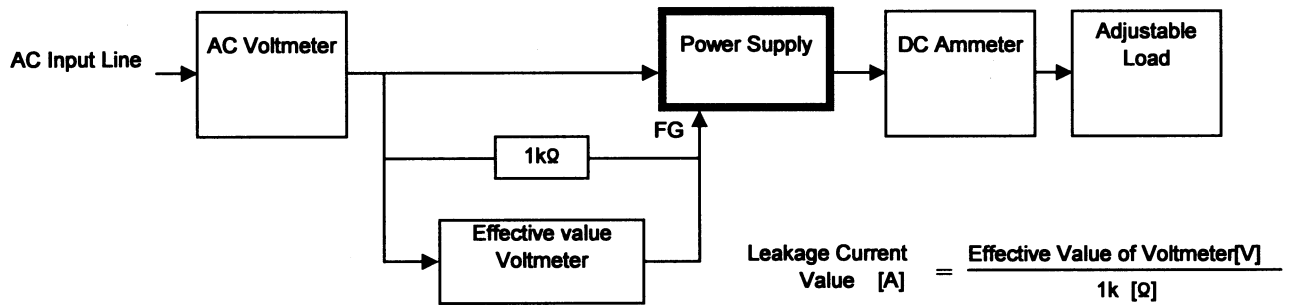 AC Input Line
AC Voltmeter
Power Supply
DC Ammeter
Adjustable
Load
FG
1kΩ
Effective value
Voltmeter
Leakage Current
Value [A]
= Effective Value of Voltmeter[V]
1k [Ω]